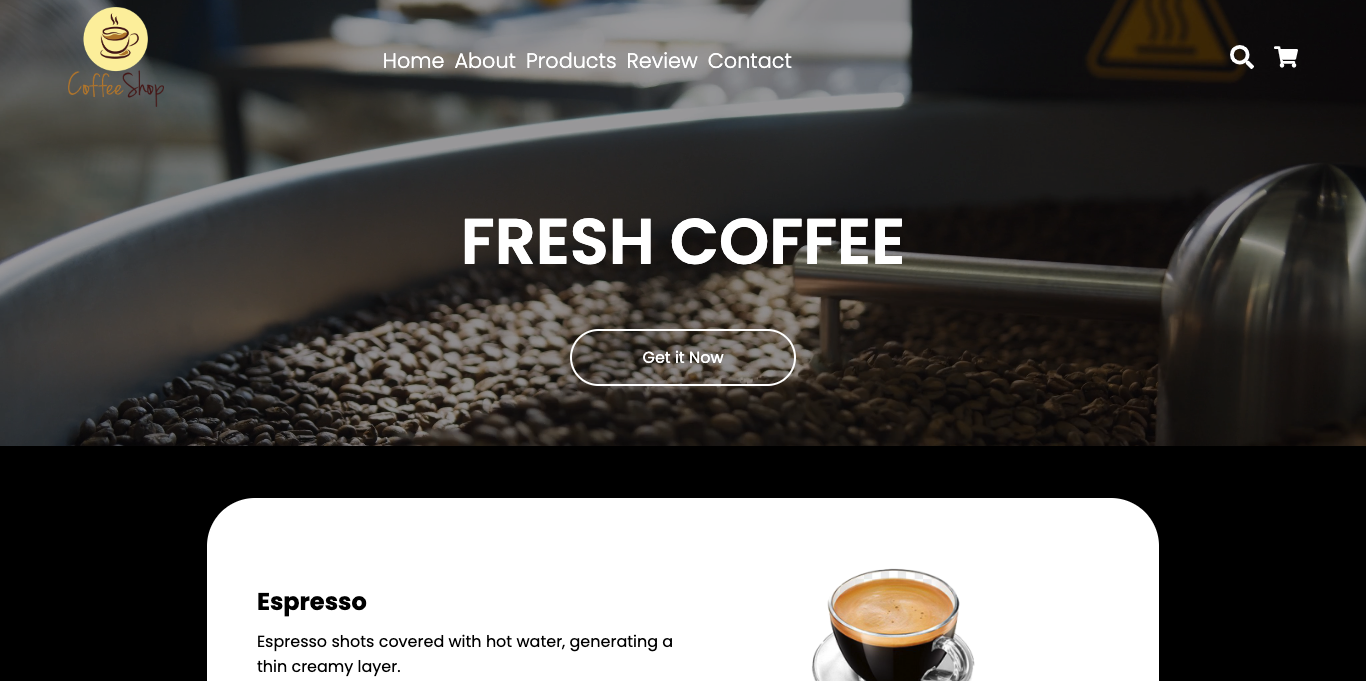 CoffeeShop
Home About Products Review Contact
FRESH COFFEE
Get it Now
Espresso
Espresso shots covered with hot water, generating a
thin creamy layer.